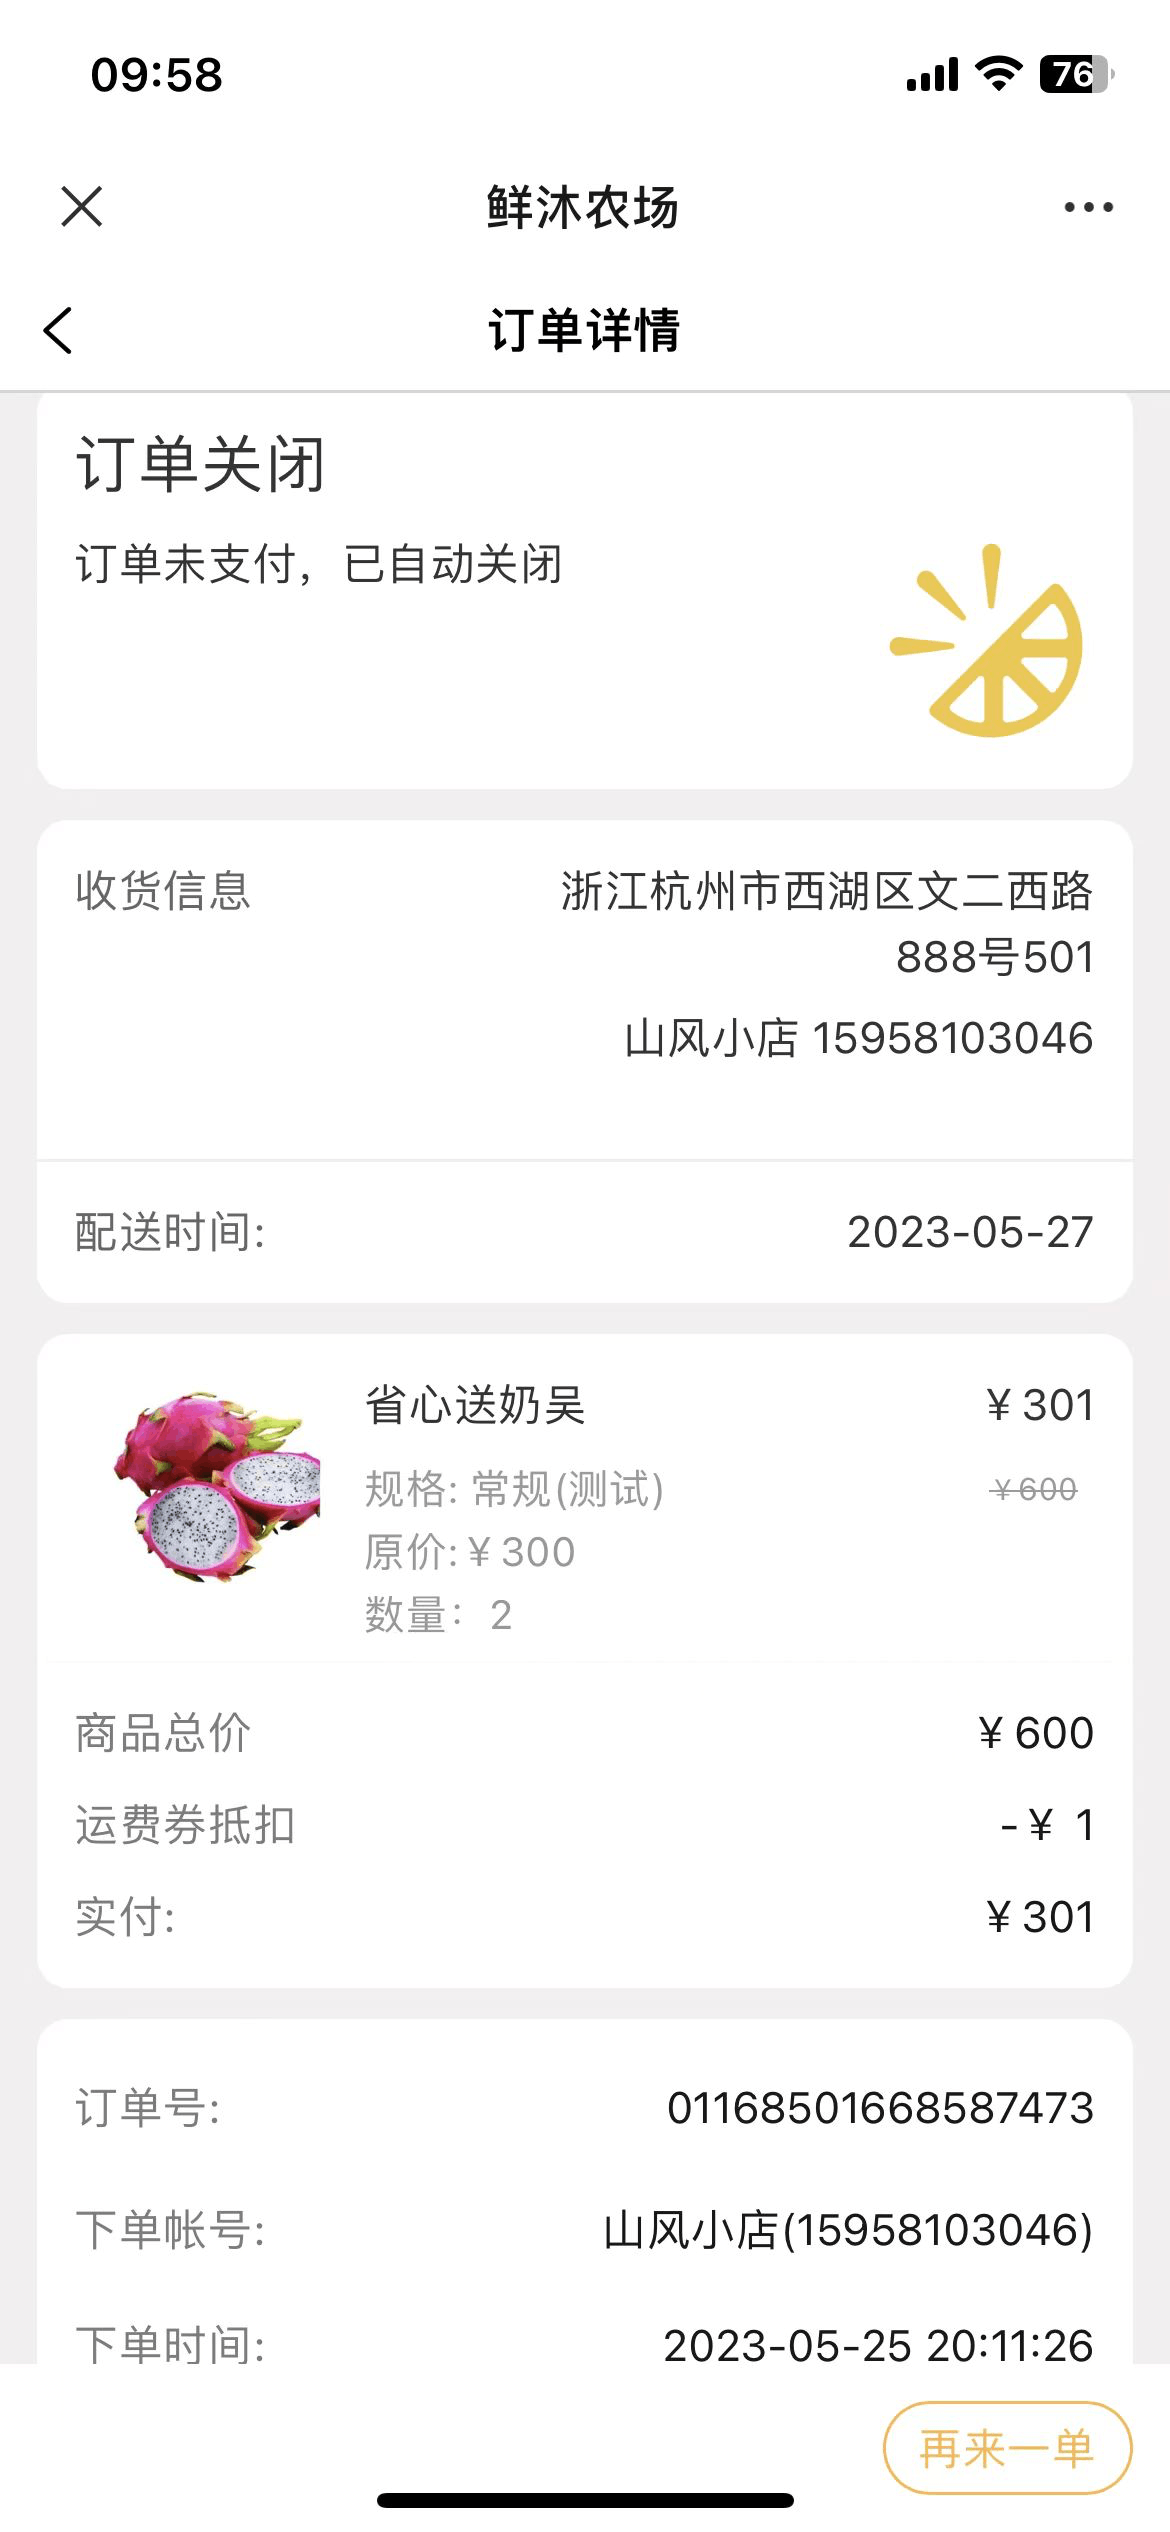 09:58
76
鲜沐农场
订单详情
订单关闭
订单未支付，已自动关闭
收货信息
浙江杭州市西湖区文二西路
888号501
山风小店 15958103046
配送时间:
2023-05-27
省心送奶吴
¥ 301
规格: 常规(测试)
¥ 600
原价: ¥ 300
数量： 2
商品总价
¥ 600
运费券抵扣
- ¥ 1
实付:
¥ 301
订单号:
011685016685874​73
下单帐号:
山风小店(15958103046)
下单时间:
2023-05-25 20:11:26
再来一单